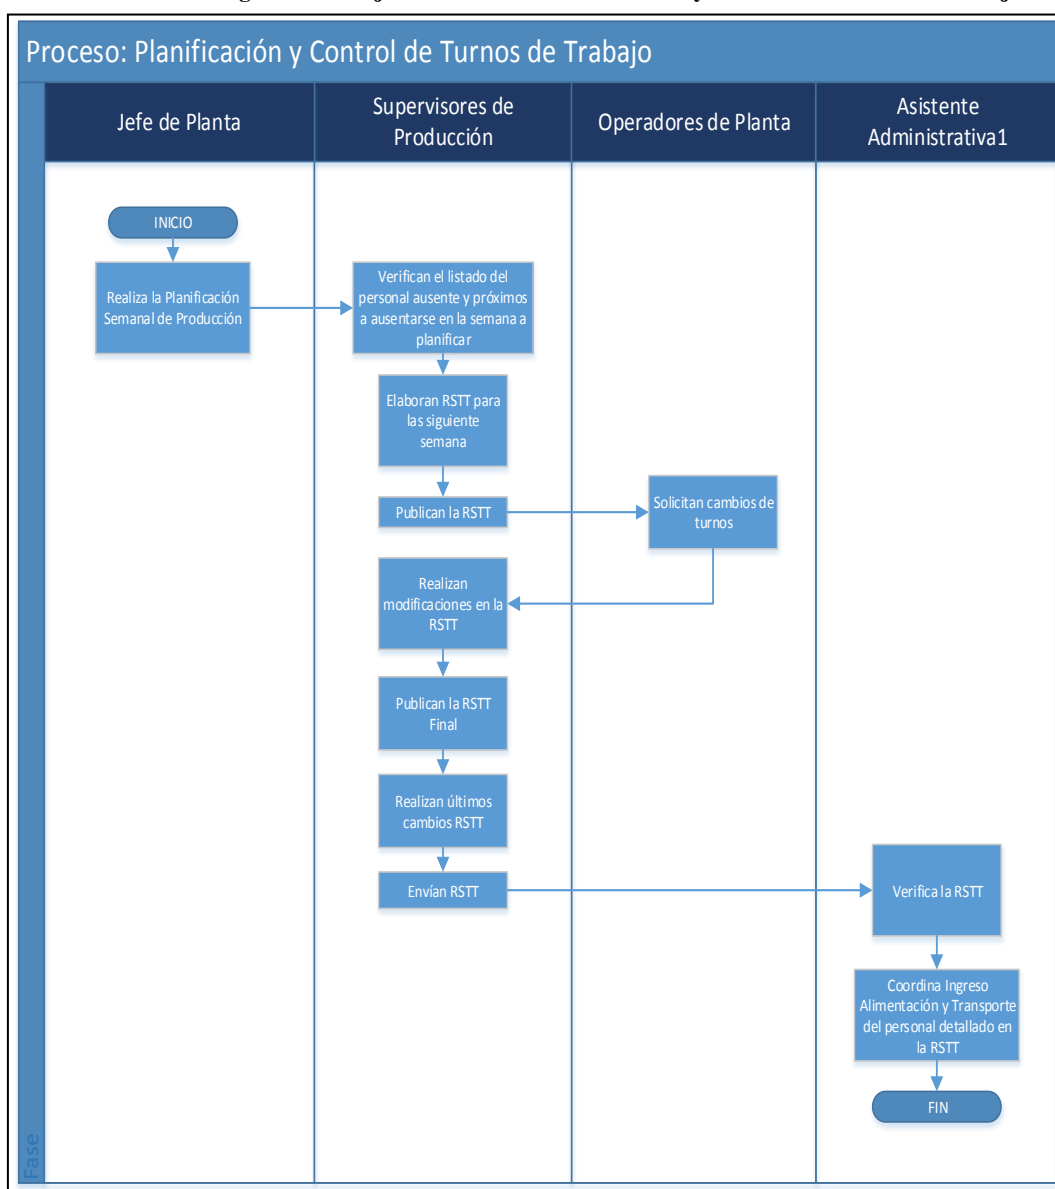 Proceso: Planificación y Control de Turnos de Trabajo
Jefe de Planta
Supervisores de
Producción
Operadores de Planta
Asistente
Administrativa1
INICIO
Realiza la Planificación
Semanal de Producción
Verifican el listado del
personal ausente y próximos
a ausentarse en la semana a
planificar
Elaboran RSTT para
las siguiente
semana
Publican la RSTT
Solicitan cambios de
turnos
Realizan
modificaciones en la
RSTT
Publican la RSTT
Final
Realizan últimos
cambios RSTT
Envían RSTT
Verifica la RSTT
Coordina Ingreso
Alimentación y Transporte
del personal detallado en
la RSTT
FIN
Fase